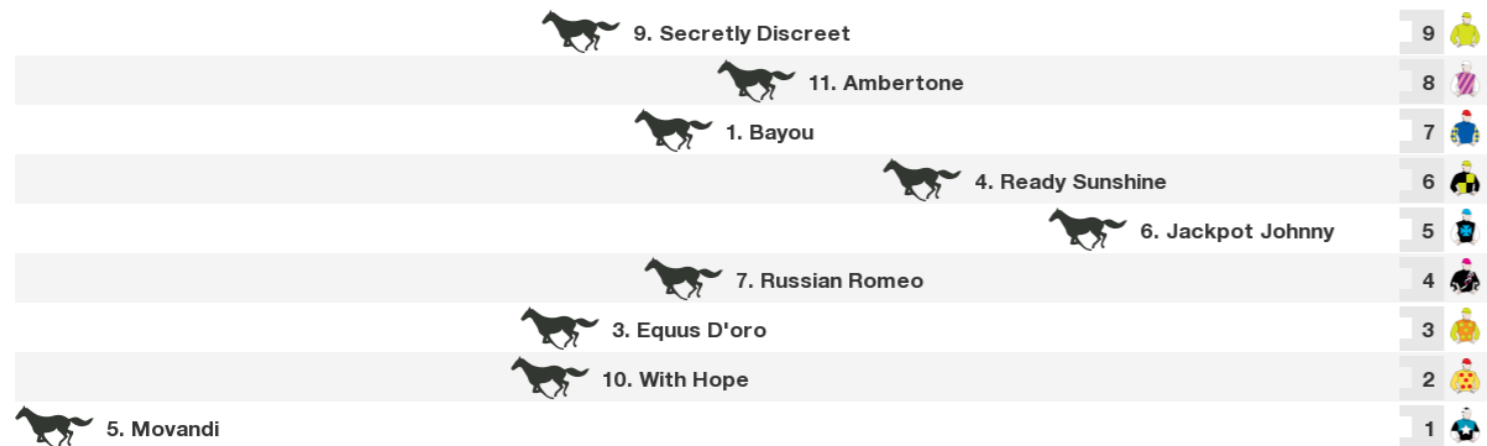 9. Secretly Discreet 9
11. Ambertone 8
1. Bayou 7
4. Ready Sunshine 6
6. Jackpot Johnny 5
7. Russian Romeo 4
3. Equus D'oro 3
10. With Hope 2
5. Movandi 1